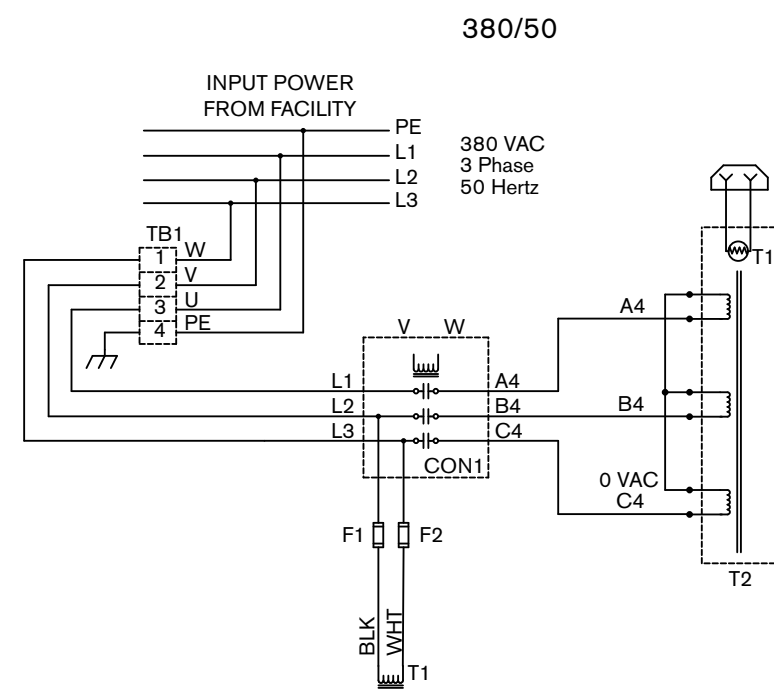 380/50
INPUT POWER
FROM FACILITY
PE
L1
L2
L3
380 VAC
3 Phase
50 Hertz
TB1
1 W
2 V
3 U
4 PE
T1
V W
A4
L1 A4
L2 B4 B4
L3 C4
CON1
0 VAC
C4
F1 F2
T2
BLK
WHT
T1